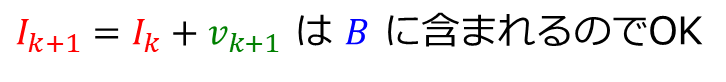 I_{k+1} = I_k + v_{k+1} は B に含まれるのでOK